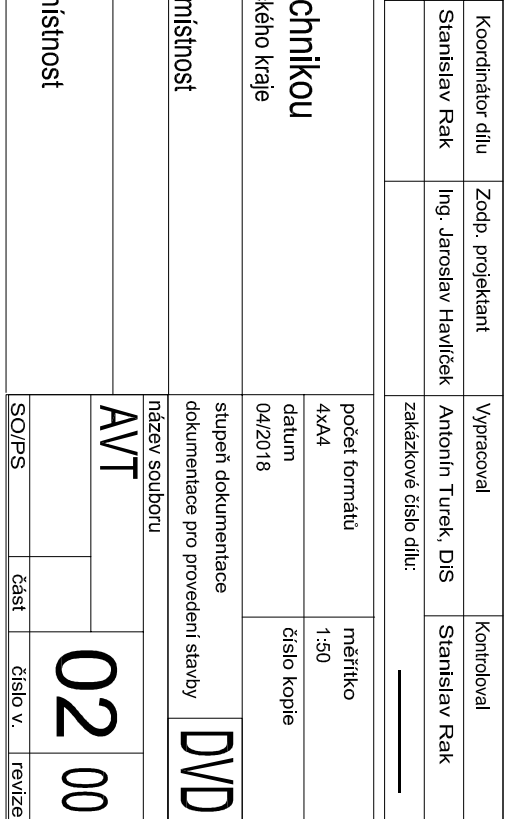 Koordinátor dílu Zodp. projektant Vypracoval Kontroloval
Stanislav Rak Ing. Jaroslav Havlíček Antonín Turek, DiS Stanislav Rak
zakázkové číslo dílu:
chnikou
ského kraje
místnost
místnost
počet formátů měřítko
4xA4 1:50
datum číslo kopie
04/2018
stupeň dokumentace
dokumentace pro provedení stavby DVD
název souboru
AVT
02 00
SO/PS část číslo v. revize